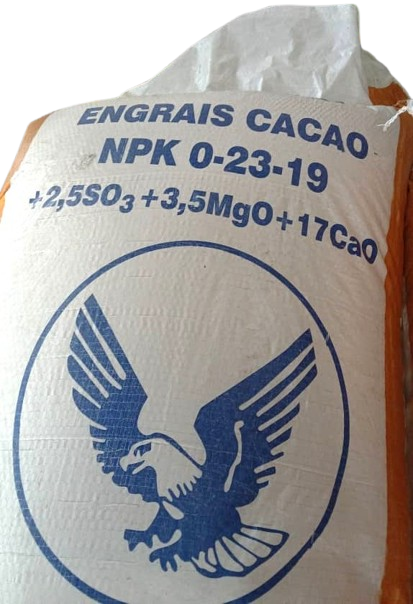 ENGRAIS CACAO
NPK 0-23-19
+2,5SO₃+3,5MgO+17CaO